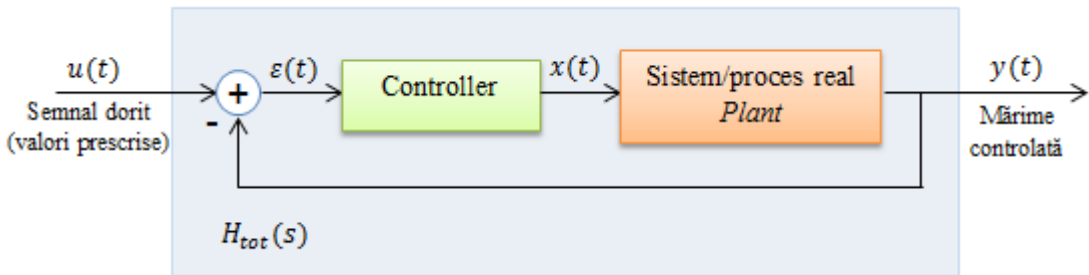 u(t)
Semnal dorit
(valori prescrise)
+
-
ε(t)
Controller
x(t)
Sistem/proces real
Plant
y(t)
Mărime
controlată
H_tot(s)